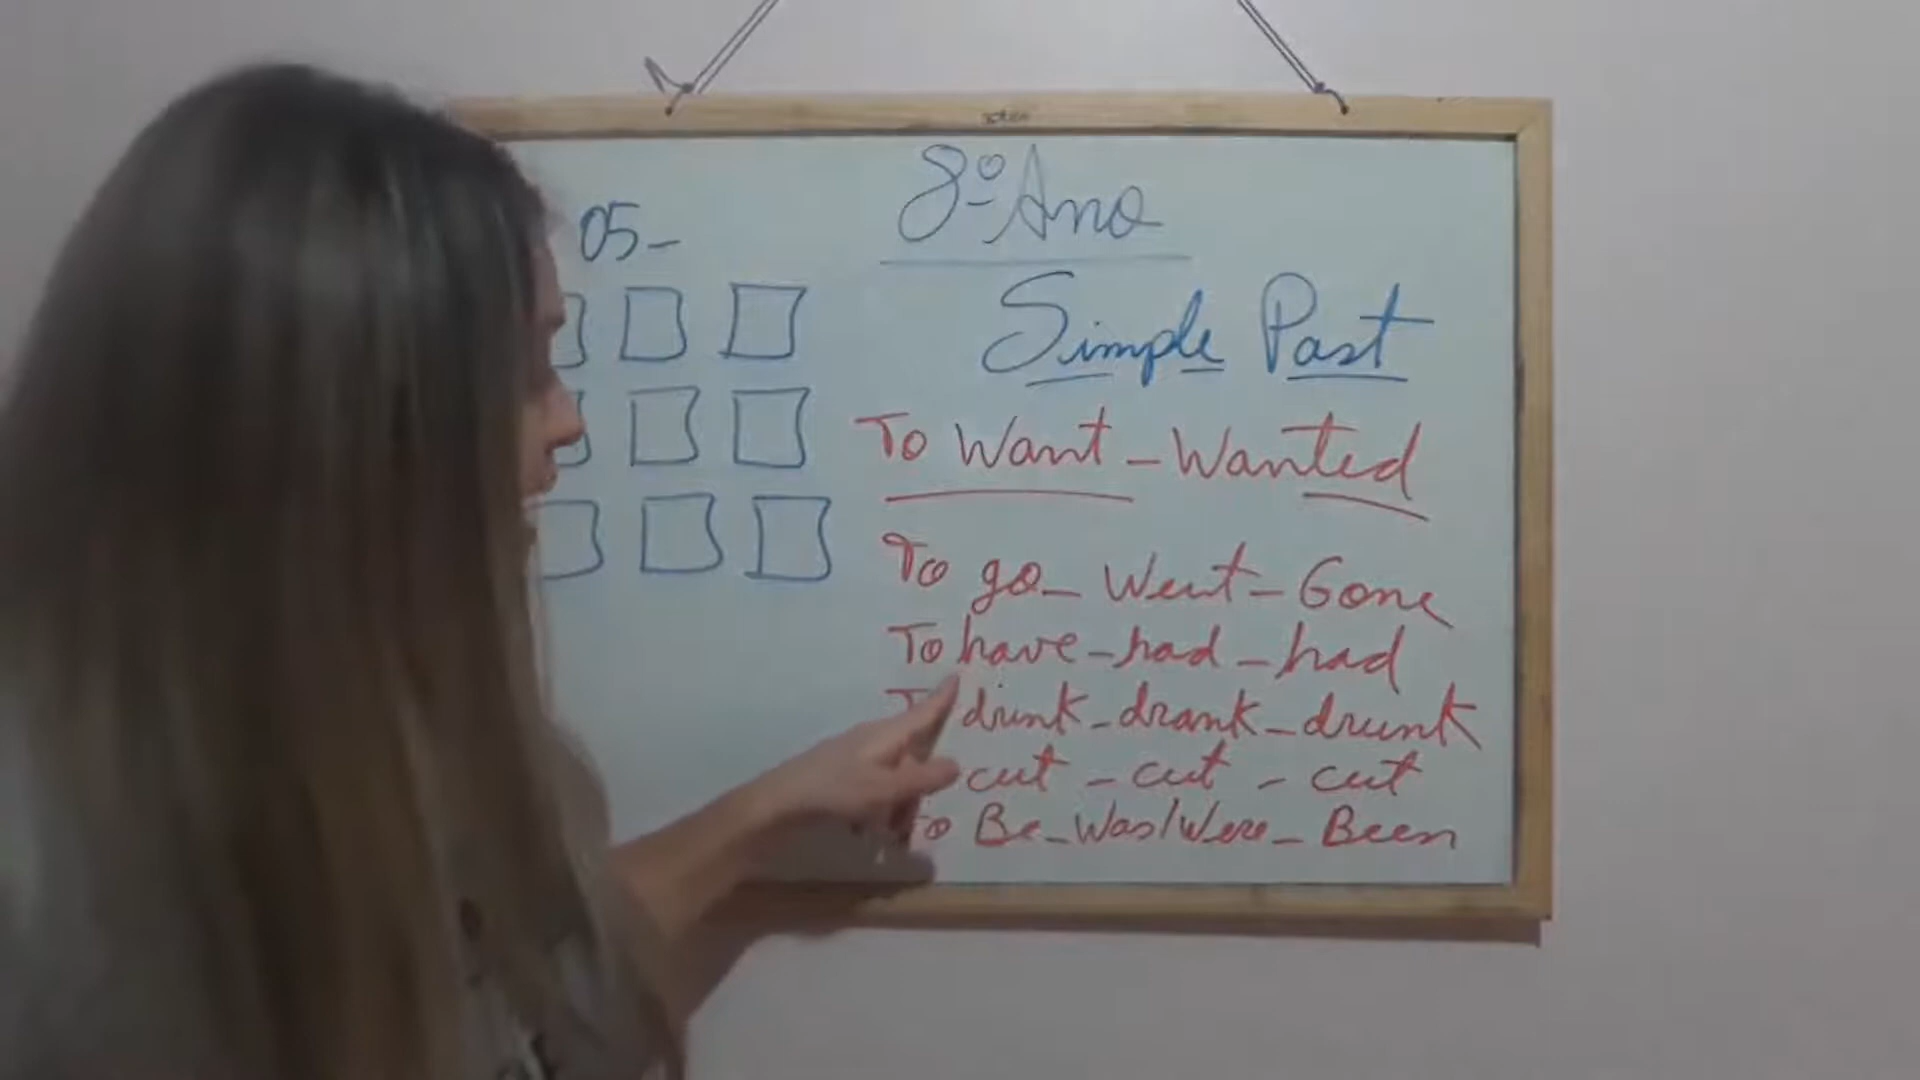 8º Ano
05-
Simple Past
To Want - Wanted
To go - Went - Gone
To have - had - had
To drink - drank - drunk
cut - cut - cut
To Be - Was/Were - Been